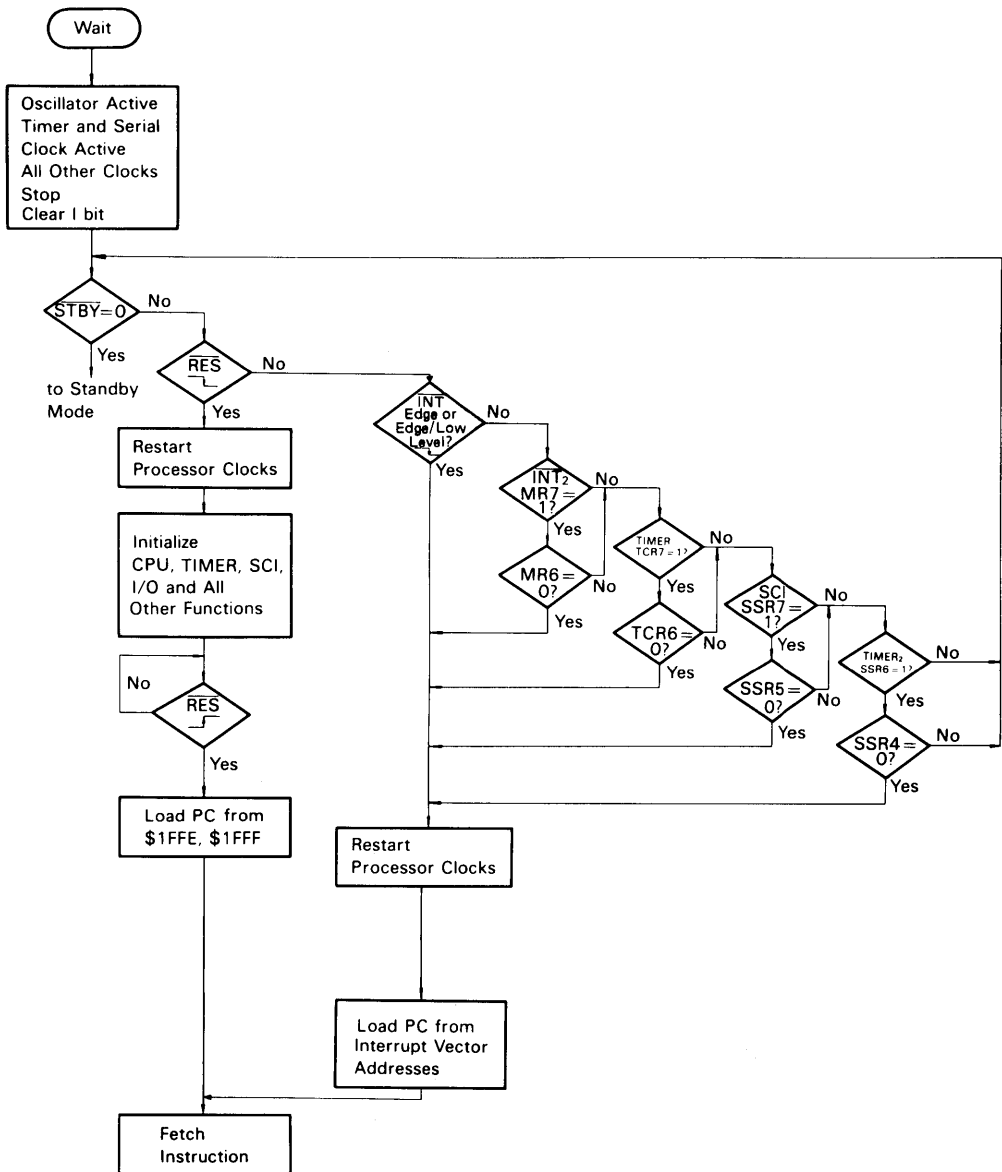 Wait
Oscillator Active
Timer and Serial
Clock Active
All Other Clocks
Stop
Clear I bit
STBY=0
No
Yes
to Standby
Mode
RES
No
Yes
Restart
Processor Clocks
Initialize
CPU, TIMER, SCI,
I/O and All
Other Functions
No
RES
Yes
Load PC from
$1FFE, $1FFF
INT
Edge or
Edge/Low
Level?
No
Yes
INT2
MR7=
1?
No
Yes
MR6=
0?
No
Yes
TIMER
TCR7=1?
No
Yes
TCR6=
0?
No
Yes
SCI
SSR7=
1?
No
Yes
SSR5=
0?
No
Yes
TIMER2
SSR6=1?
No
Yes
SSR4=
0?
No
Yes
Restart
Processor Clocks
Load PC from
Interrupt Vector
Addresses
Fetch
Instruction